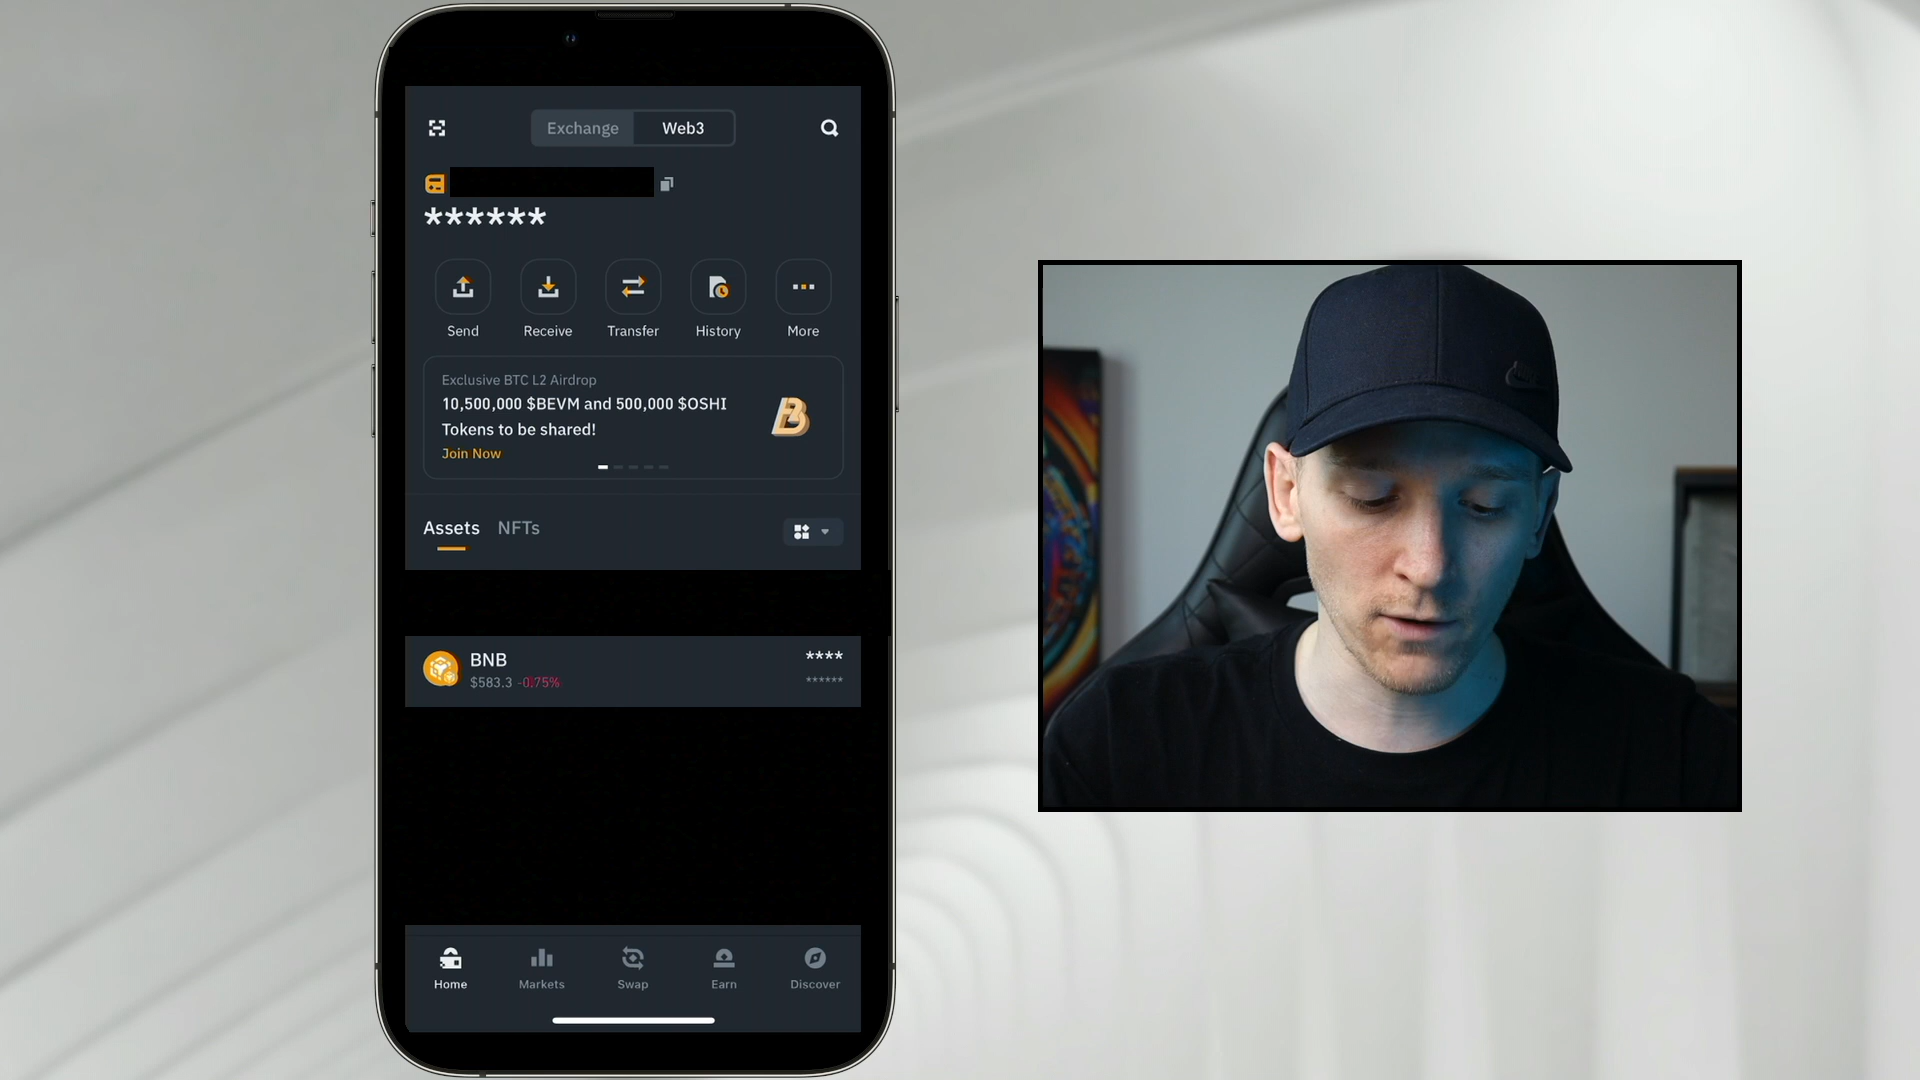 Exchange Web3
******
Send Receive Transfer History More
Exclusive BTC L2 Airdrop
10,500,000 $BEVM and 500,000 $OSHI
Tokens to be shared!
Join Now
Assets NFTs
BNB ****
$583.3 -0.75% ******
Home Markets Swap Earn Discover